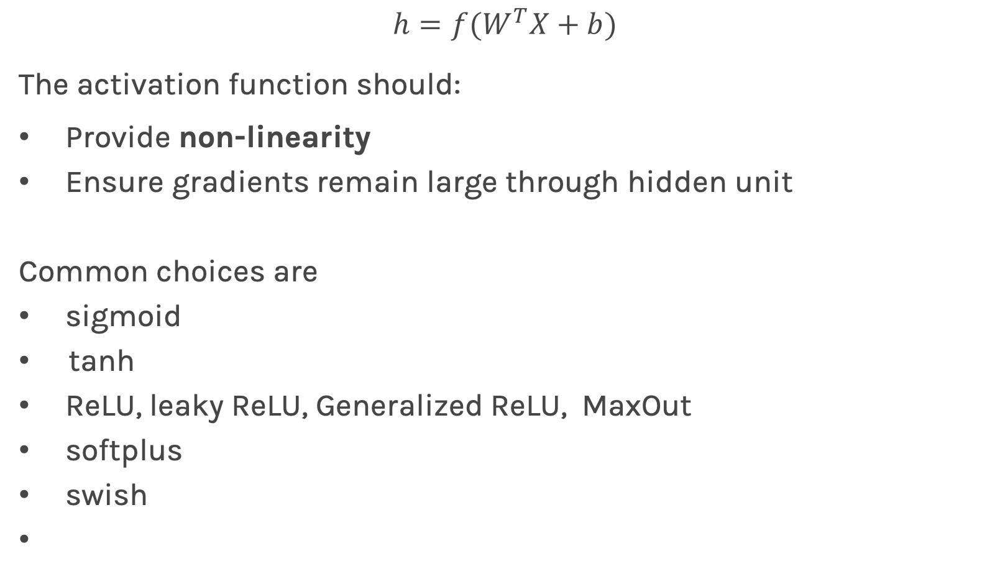 h = f(W^T X + b)
The activation function should:
• Provide non-linearity
• Ensure gradients remain large through hidden unit
Common choices are
• sigmoid
• tanh
• ReLU, leaky ReLU, Generalized ReLU, MaxOut
• softplus
• swish
•